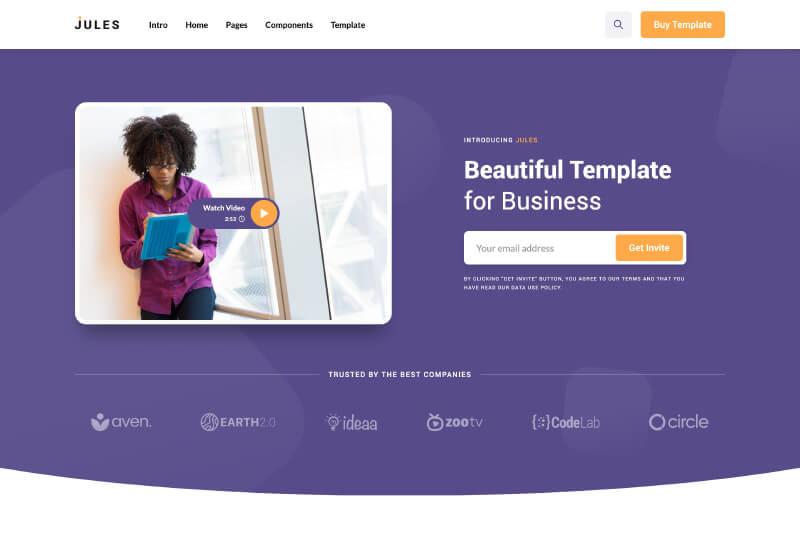 JULES
Intro Home Pages Components Template
Buy Template
Watch Video
2:53
INTRODUCING JULES
Beautiful Template
for Business
Your email address
Get Invite
BY CLICKING "GET INVITE" BUTTON, YOU AGREE TO OUR TERMS AND THAT YOU
HAVE READ OUR DATA USE POLICY.
TRUSTED BY THE BEST COMPANIES
aven.
EARTH2.0
ideaa
zootv
{:}CodeLab
circle